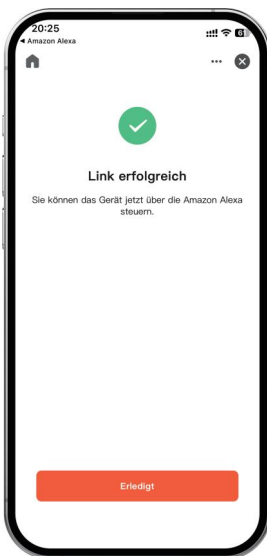 20:25
◀ Amazon Alexa
Link erfolgreich
Sie können das Gerät jetzt über die Amazon Alexa
steuern.
Erledigt